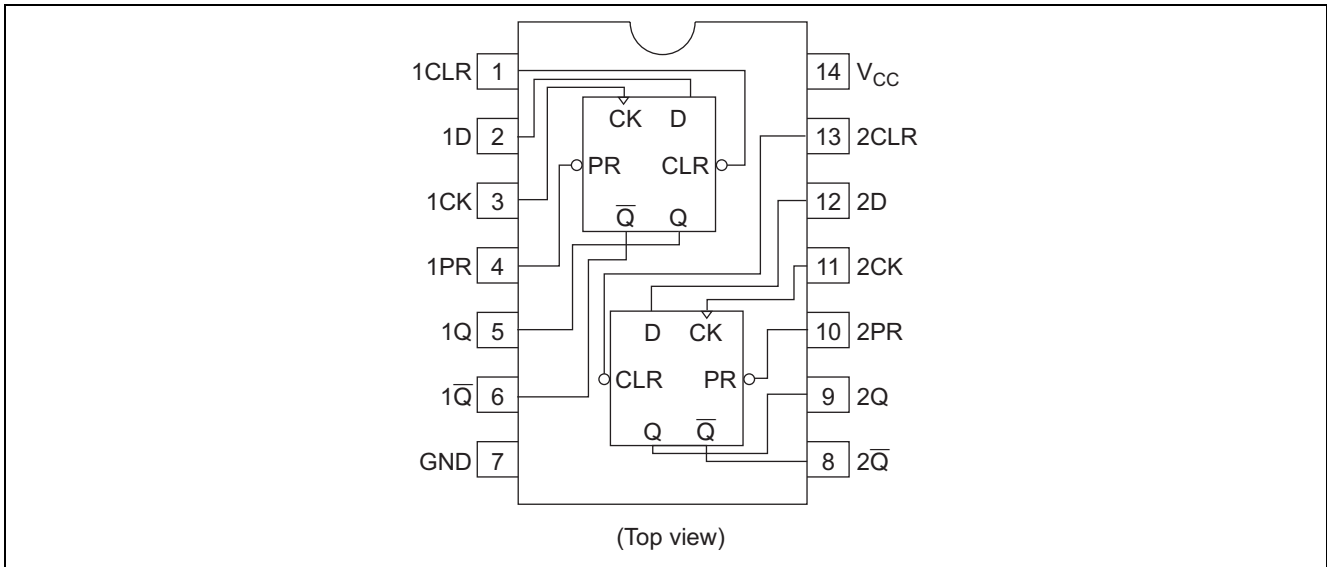 1CLR 1
1D 2
1CK 3
1PR 4
1Q 5
1Q̅ 6
GND 7
14 V_CC
13 2CLR
12 2D
11 2CK
10 2PR
9 2Q
8 2Q̅
CK D
PR CLR
Q̅ Q
D CK
CLR PR
Q Q̅
(Top view)